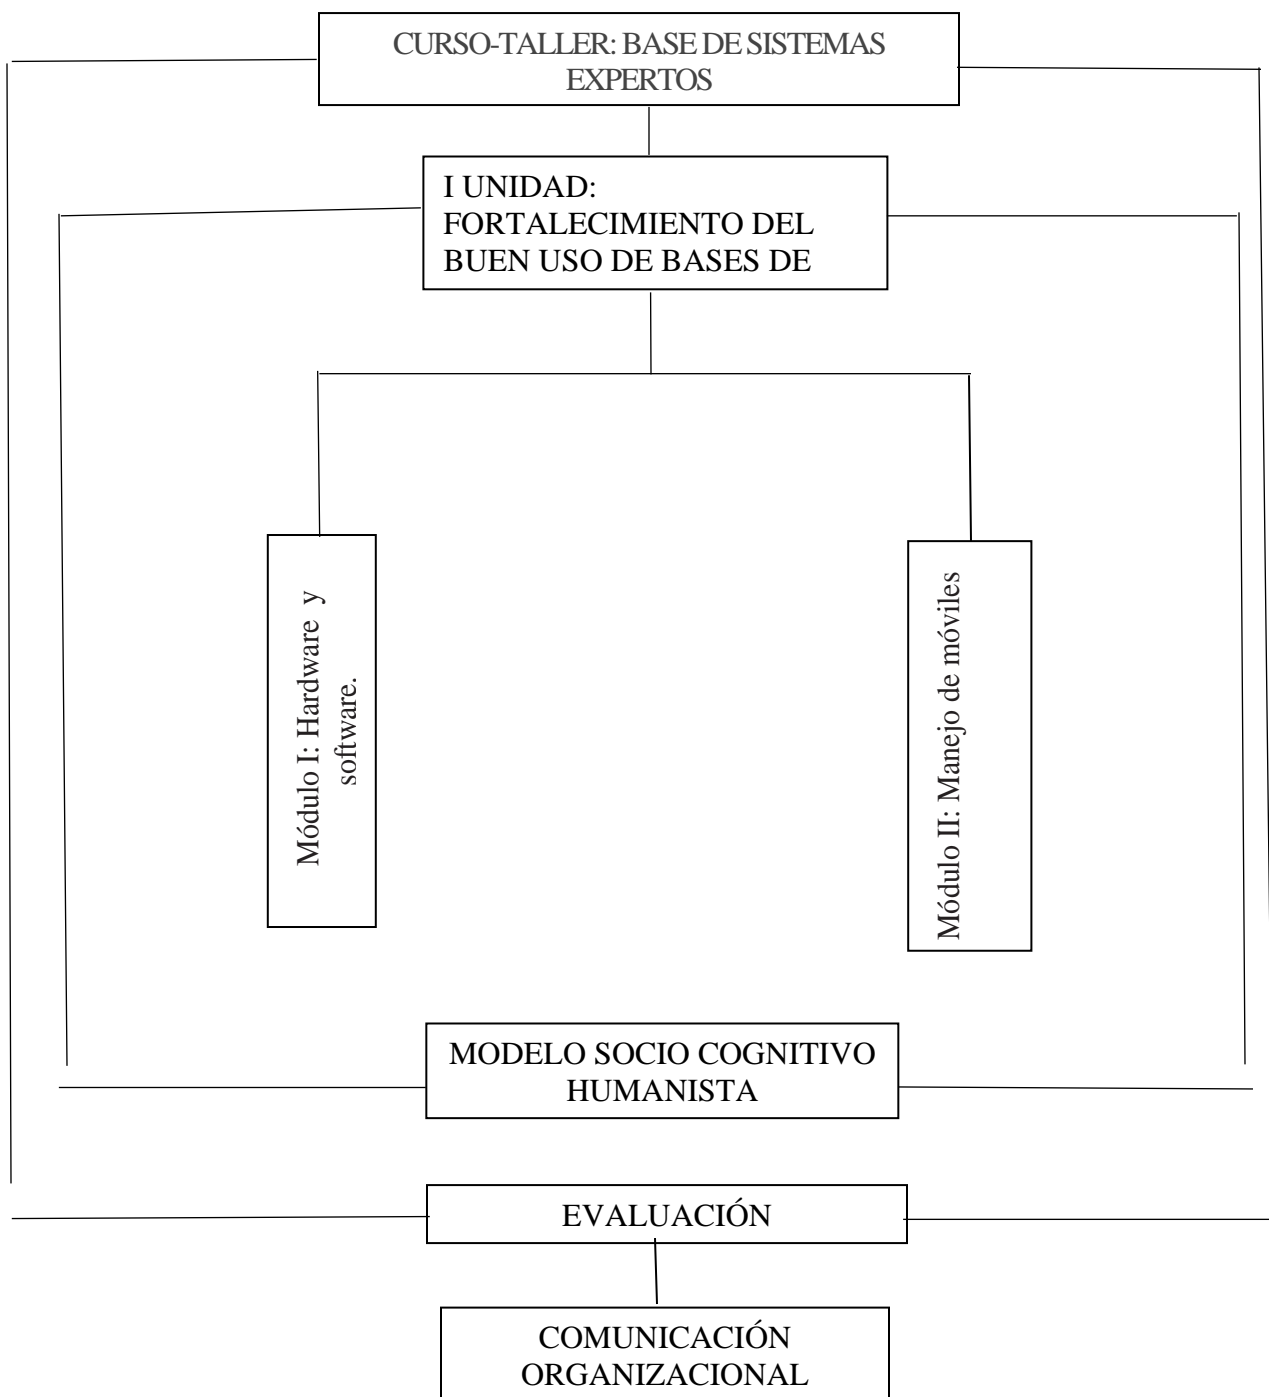 CURSO-TALLER: BASE DE SISTEMAS
EXPERTOS
I UNIDAD:
FORTALECIMIENTO DEL
BUEN USO DE BASES DE
Módulo I: Hardware y
software.
Módulo II: Manejo de móviles
MODELO SOCIO COGNITIVO
HUMANISTA
EVALUACIÓN
COMUNICACIÓN
ORGANIZACIONAL